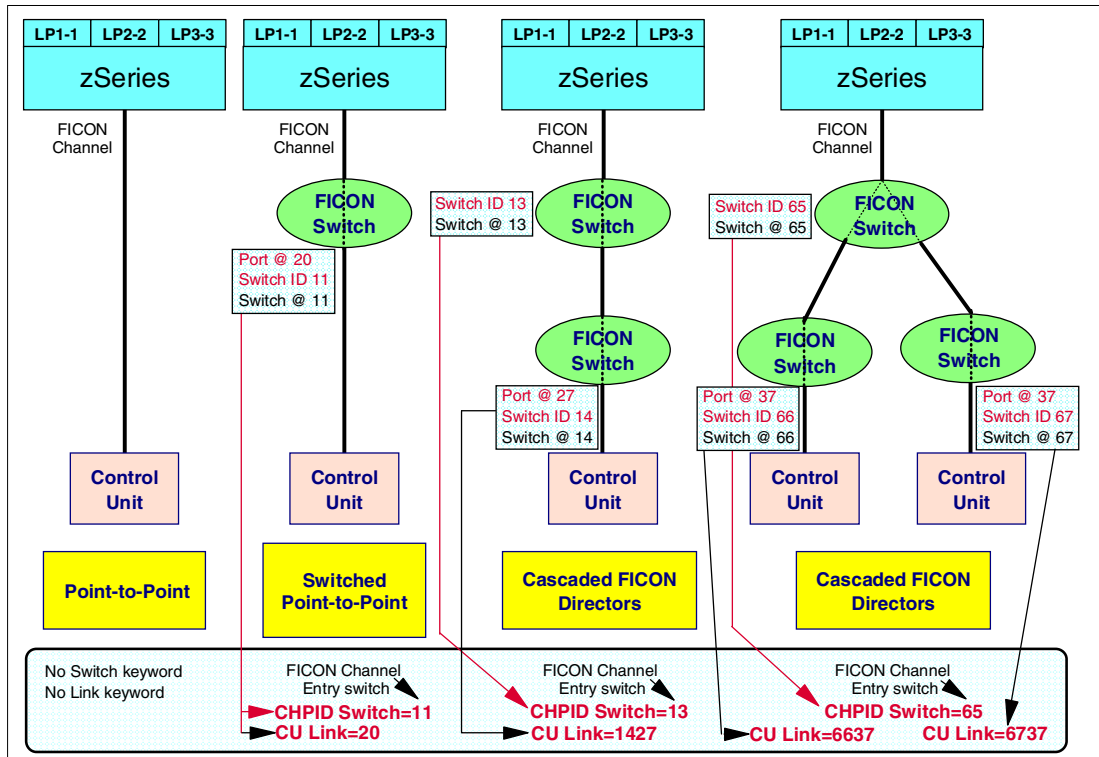 LP1-1 LP2-2 LP3-3
zSeries
FICON
Channel
Control
Unit
Point-to-Point
LP1-1 LP2-2 LP3-3
zSeries
FICON
Channel
FICON
Switch
Port @ 20
Switch ID 11
Switch @ 11
Control
Unit
Switched
Point-to-Point
LP1-1 LP2-2 LP3-3
zSeries
FICON
Channel
Switch ID 13
Switch @ 13
FICON
Switch
FICON
Switch
Port @ 27
Switch ID 14
Switch @ 14
Control
Unit
Cascaded FICON
Directors
LP1-1 LP2-2 LP3-3
zSeries
FICON
Channel
Switch ID 65
Switch @ 65
FICON
Switch
FICON
Switch
FICON
Switch
Port @ 37
Switch ID 66
Switch @ 66
Port @ 37
Switch ID 67
Switch @ 67
Control
Unit
Control
Unit
Cascaded FICON
Directors
No Switch keyword
No Link keyword
FICON Channel
Entry switch
CHPID Switch=11
CU Link=20
FICON Channel
Entry switch
CHPID Switch=13
CU Link=1427
FICON Channel
Entry switch
CHPID Switch=65
CU Link=6637
CU Link=6737